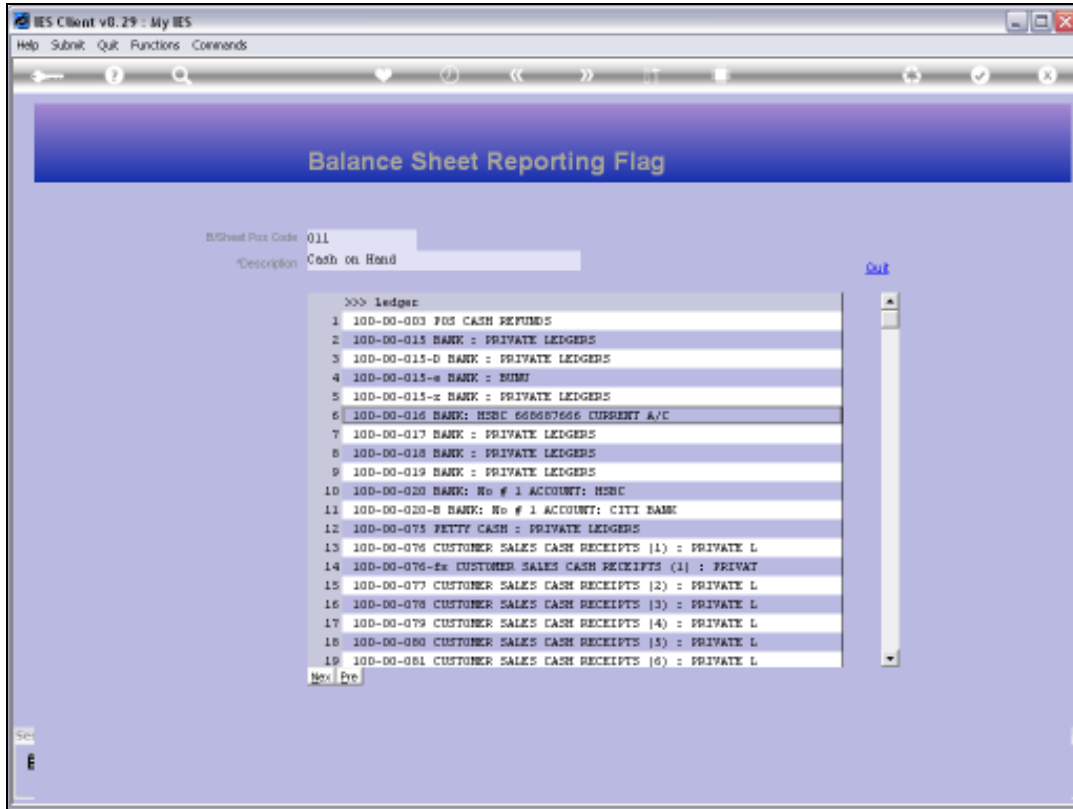 IES Client v8.29 : My IES
Help Submit Quit Functions Commands
Balance Sheet Reporting Flag
B/Sheet Pos Code 011
*Description Cash on Hand
Quit
>>> ledger
1 100-00-003 POS CASH REFUNDS
2 100-00-015 BANK : PRIVATE LEDGERS
3 100-00-015-D BANK : PRIVATE LEDGERS
4 100-00-015-e BANK : BUNU
5 100-00-015-x BANK : PRIVATE LEDGERS
6 100-00-016 BANK: HSBC 668687666 CURRENT A/C
7 100-00-017 BANK : PRIVATE LEDGERS
8 100-00-018 BANK : PRIVATE LEDGERS
9 100-00-019 BANK : PRIVATE LEDGERS
10 100-00-020 BANK: No # 1 ACCOUNT: HSBC
11 100-00-020-B BANK: No # 1 ACCOUNT: CITI BANK
12 100-00-075 PETTY CASH : PRIVATE LEDGERS
13 100-00-076 CUSTOMER SALES CASH RECEIPTS (1) : PRIVATE L
14 100-00-076-fx CUSTOMER SALES CASH RECEIPTS (1) : PRIVAT
15 100-00-077 CUSTOMER SALES CASH RECEIPTS (2) : PRIVATE L
16 100-00-078 CUSTOMER SALES CASH RECEIPTS (3) : PRIVATE L
17 100-00-079 CUSTOMER SALES CASH RECEIPTS (4) : PRIVATE L
18 100-00-080 CUSTOMER SALES CASH RECEIPTS (5) : PRIVATE L
19 100-00-081 CUSTOMER SALES CASH RECEIPTS (6) : PRIVATE L
Nex Pre